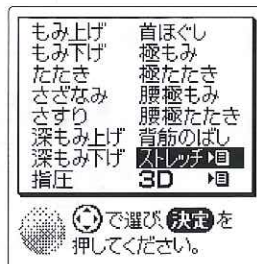 もみ上げ 首ほぐし
もみ下げ 極もみ
たたき 極たたき
さざなみ 腰極もみ
さすり 腰極たたき
深もみ上げ 背筋のばし
深もみ下げ ストレッチ
指圧 3D
で選び、決定を
押してください。